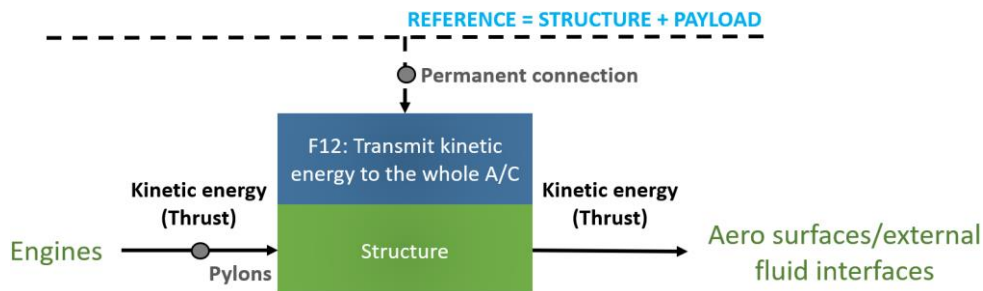 REFERENCE = STRUCTURE + PAYLOAD
Permanent connection
F12: Transmit kinetic
energy to the whole A/C
Kinetic energy
(Thrust)
Kinetic energy
(Thrust)
Engines
Pylons
Structure
Aero surfaces/external
fluid interfaces